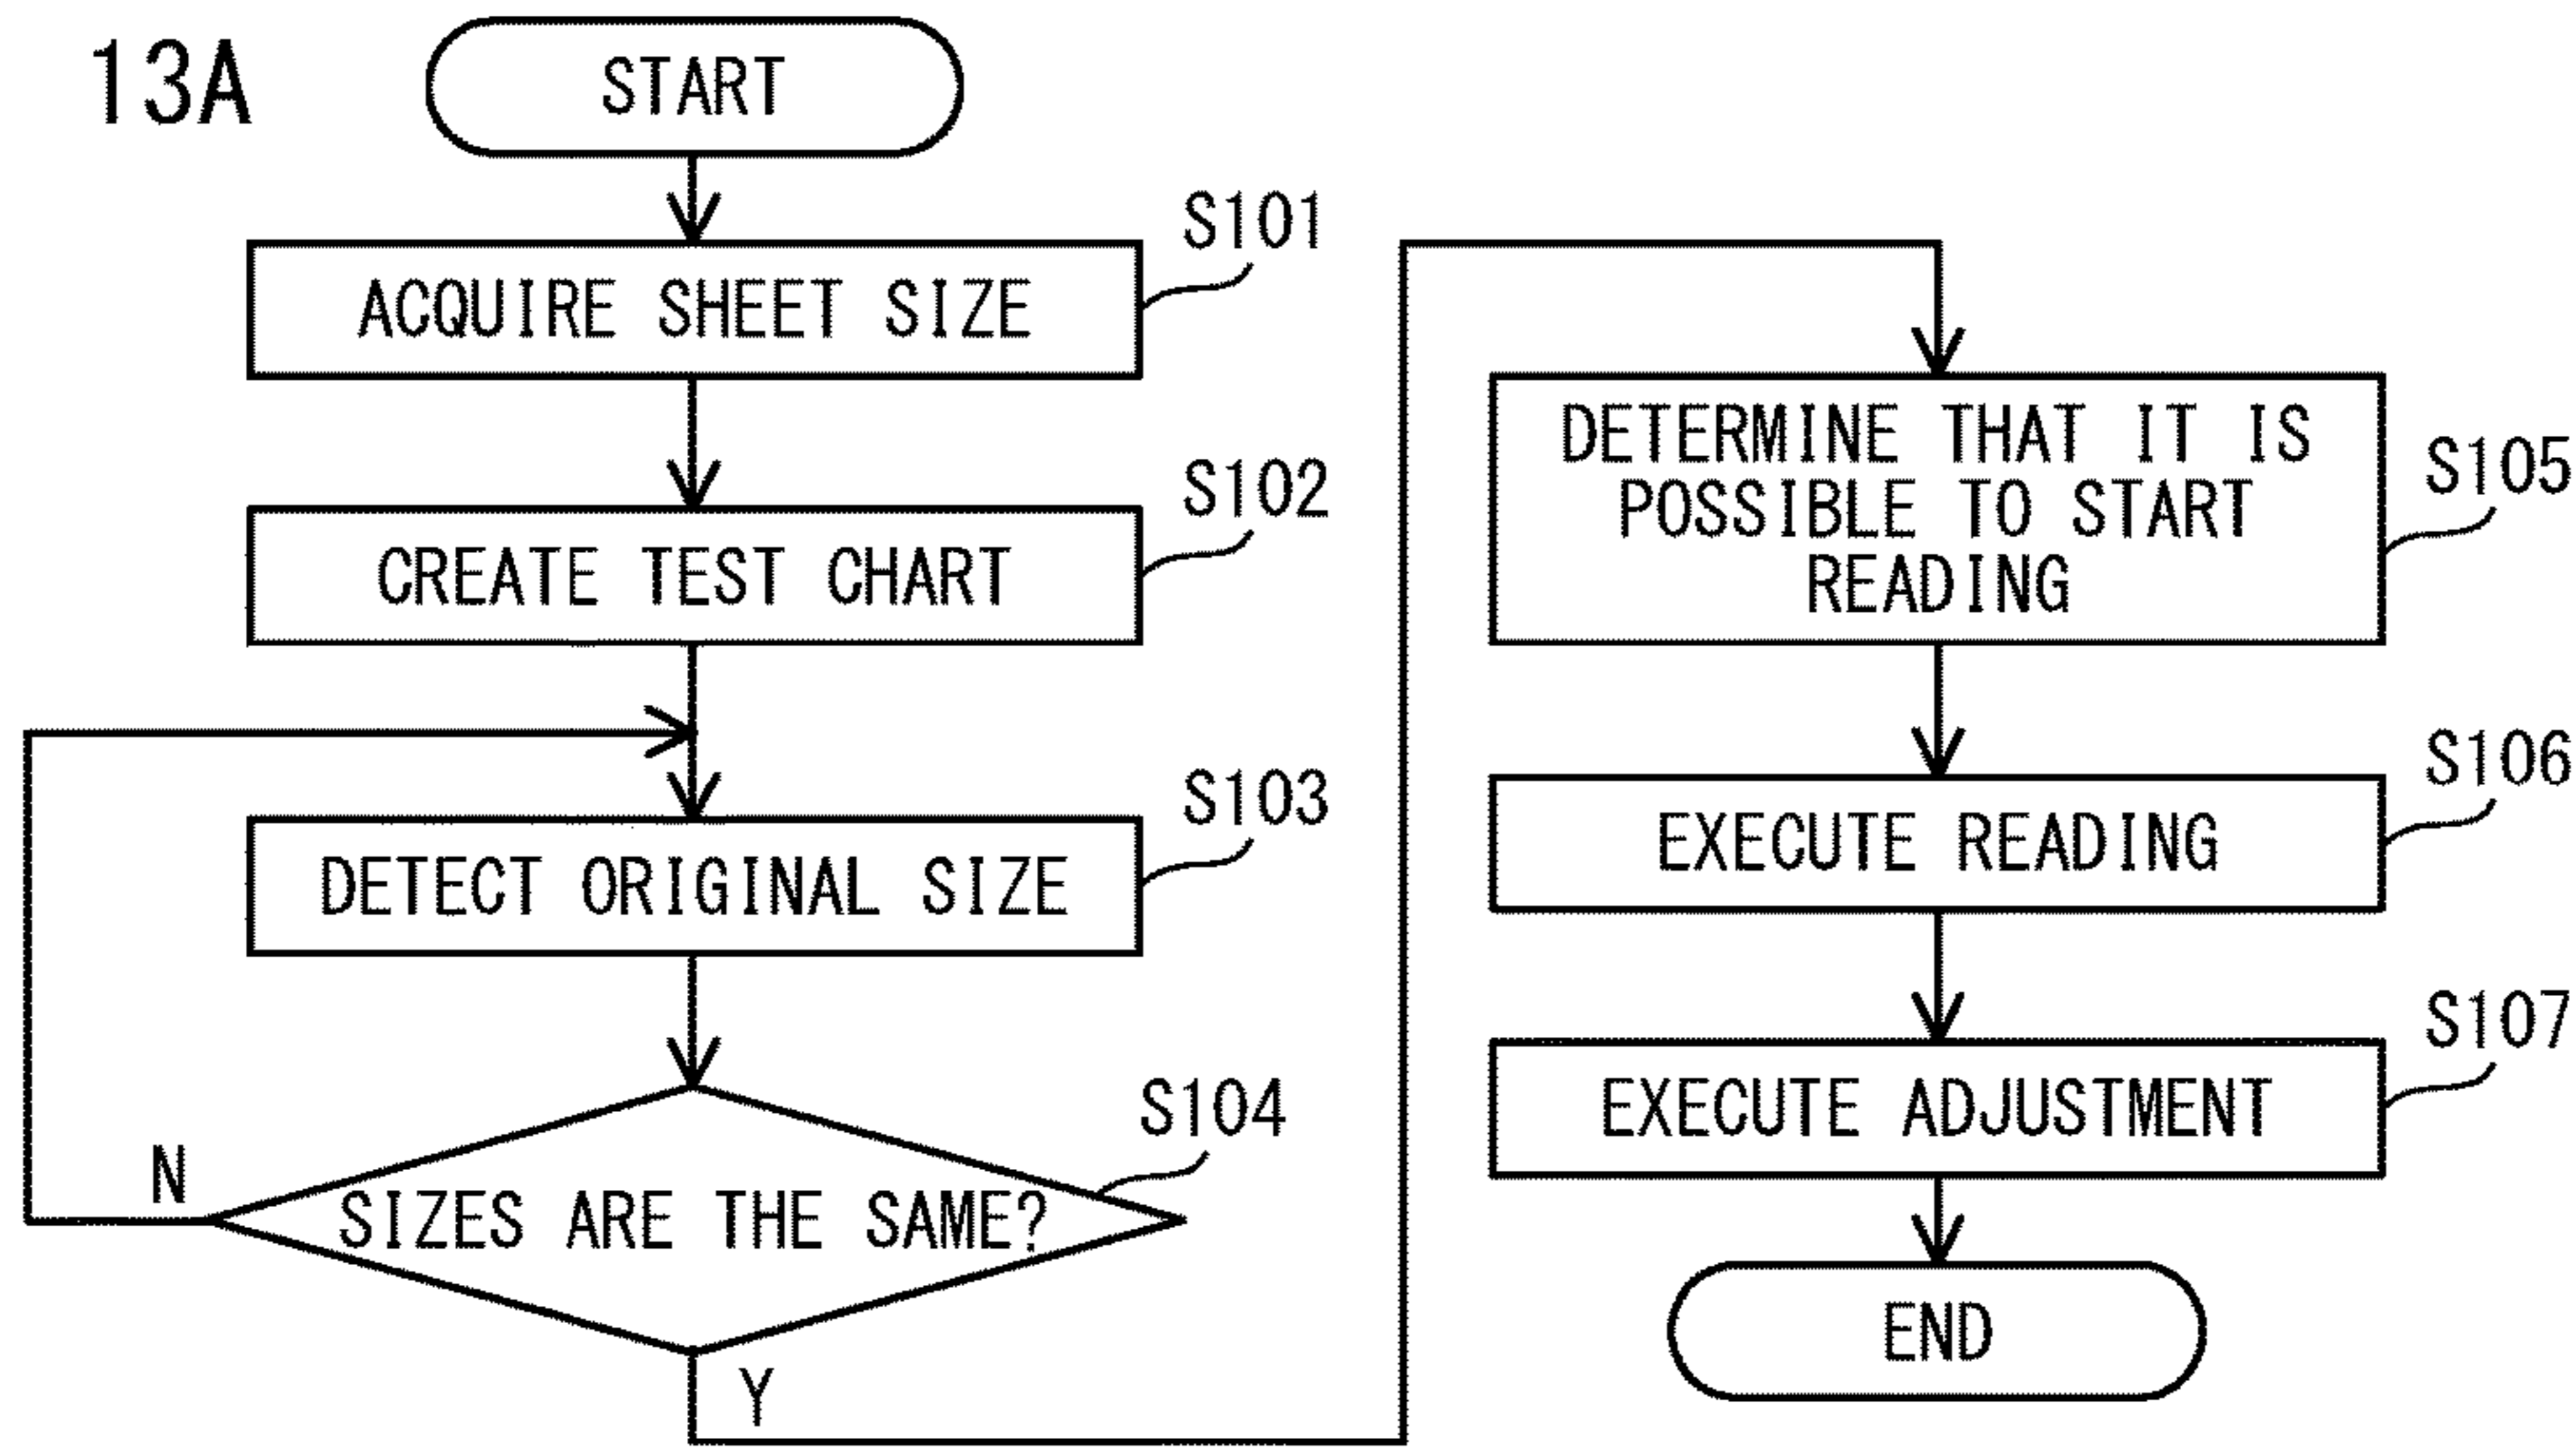 13A
START
S101
ACQUIRE SHEET SIZE
S102
CREATE TEST CHART
S103
DETECT ORIGINAL SIZE
S104
N
SIZES ARE THE SAME?
Y
S105
DETERMINE THAT IT IS
POSSIBLE TO START
READING
S106
EXECUTE READING
S107
EXECUTE ADJUSTMENT
END